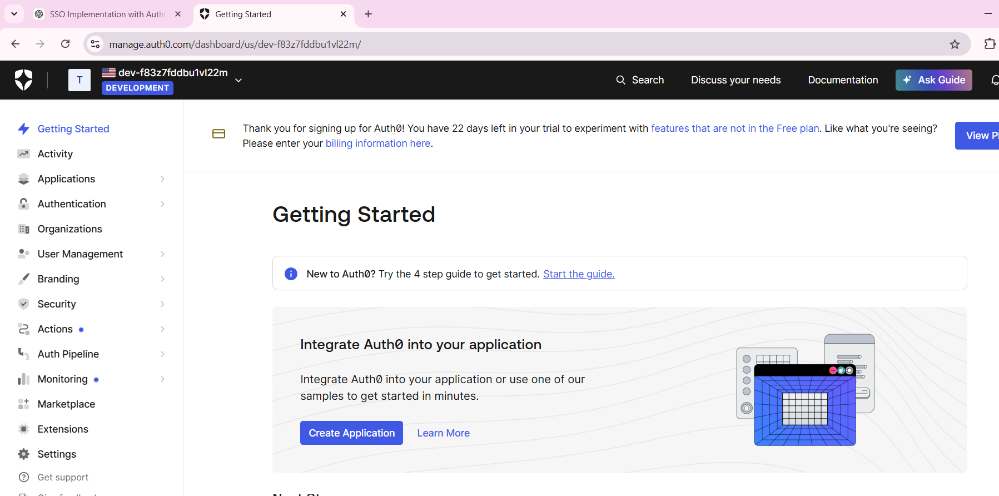 SSO Implementation with Auth0
Getting Started
manage.auth0.com/dashboard/us/dev-f83z7fddbu1vl22m/
T
dev-f83z7fddbu1vl22m
DEVELOPMENT
Search
Discuss your needs
Documentation
Ask Guide
Getting Started
Activity
Applications
Authentication
Organizations
User Management
Branding
Security
Actions
Auth Pipeline
Monitoring
Marketplace
Extensions
Settings
Get support
Thank you for signing up for Auth0! You have 22 days left in your trial to experiment with features that are not in the Free plan. Like what you're seeing?
Please enter your billing information here.
View
Getting Started
New to Auth0? Try the 4 step guide to get started. Start the guide.
Integrate Auth0 into your application
Integrate Auth0 into your application or use one of our
samples to get started in minutes.
Create Application
Learn More